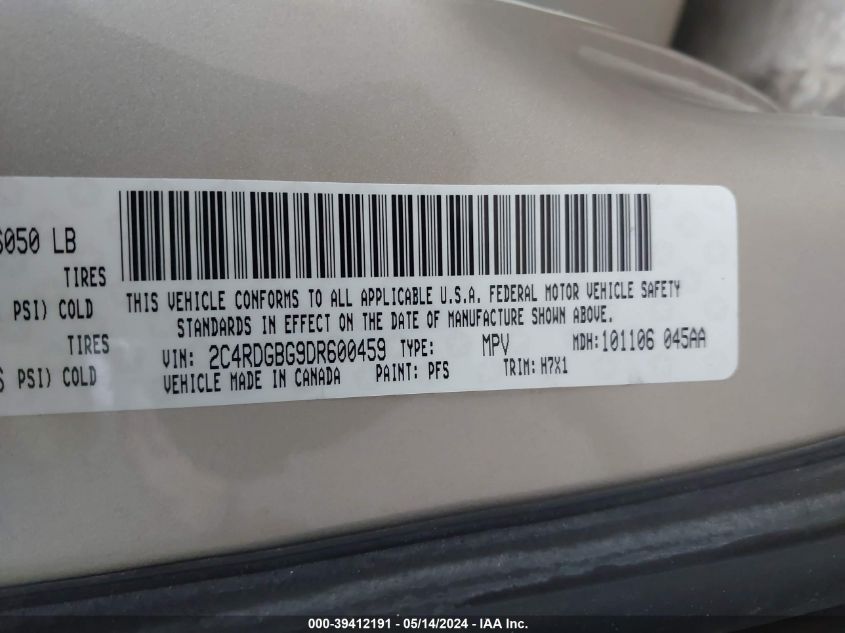 6050 LB
TIRES
PSI) COLD
TIRES
PSI) COLD
THIS VEHICLE CONFORMS TO ALL APPLICABLE U.S.A. FEDERAL MOTOR VEHICLE SAFETY
STANDARDS IN EFFECT ON THE DATE OF MANUFACTURE SHOWN ABOVE.
VIN: 2C4RDGBG9DR600459 TYPE: MPV MDH: 101106 045AA
VEHICLE MADE IN CANADA PAINT: PFS TRIM: H7X1
000-39412191 - 05/14/2024 - IAA Inc.